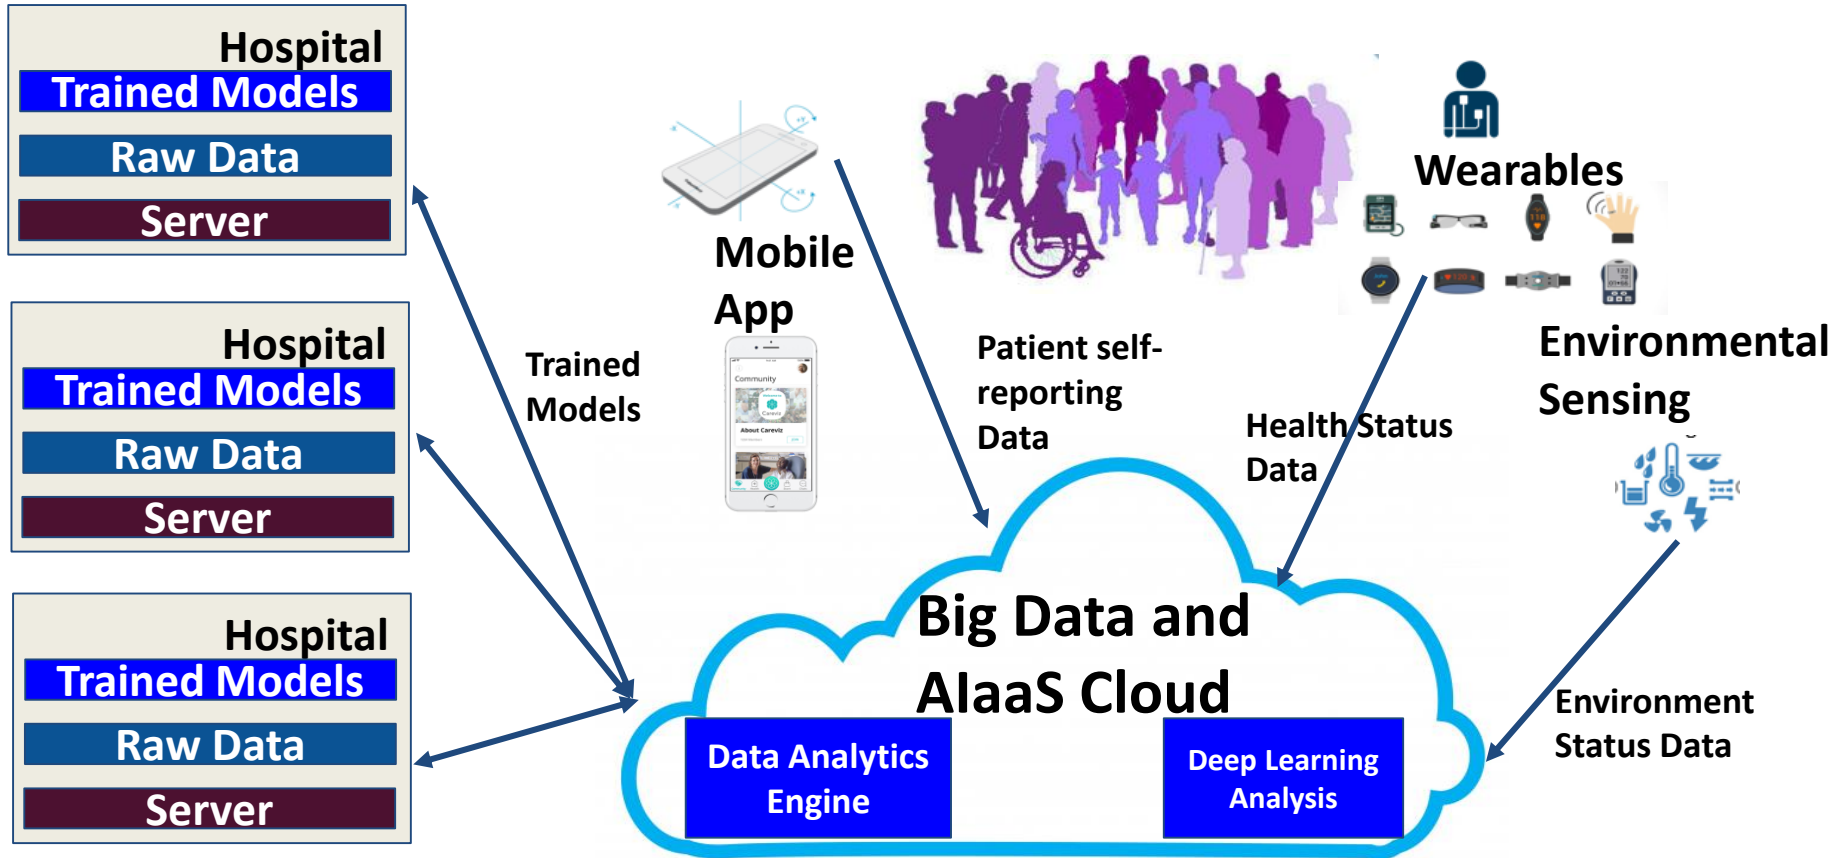 Hospital
Trained Models
Raw Data
Server
Hospital
Trained Models
Raw Data
Server
Hospital
Trained Models
Raw Data
Server
Trained
Models
Mobile
App
Community
Careviz
About Careviz
Patient self-
reporting
Data
Wearables
Health Status
Data
Environmental
Sensing
Environment
Status Data
Big Data and
AIaaS Cloud
Data Analytics
Engine
Deep Learning
Analysis